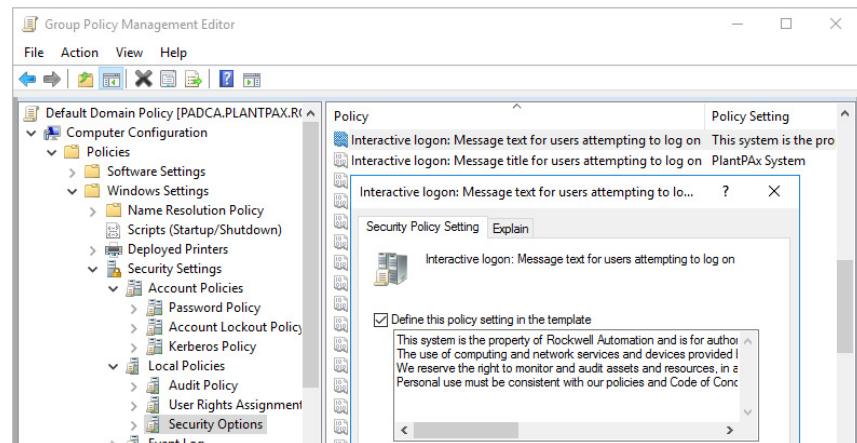 Group Policy Management Editor
File Action View Help
Default Domain Policy [PADCA.PLANTPAX.R
Computer Configuration
Policies
Software Settings
Windows Settings
Name Resolution Policy
Scripts (Startup/Shutdown)
Deployed Printers
Security Settings
Account Policies
Password Policy
Account Lockout Policy
Kerberos Policy
Local Policies
Audit Policy
User Rights Assignment
Security Options
Event Log
Policy Policy Setting
Interactive logon: Message text for users attempting to log on This system is the pro
Interactive logon: Message title for users attempting to log on PlantPAx System
Interactive logon: Message text for users attempting to lo... ? ×
Security Policy Setting Explain
Interactive logon: Message text for users attempting to log on
Define this policy setting in the template
This system is the property of Rockwell Automation and is for author
The use of computing and network services and devices provided
We reserve the right to monitor and audit assets and resources, in a
Personal use must be consistent with our policies and Code of Conc